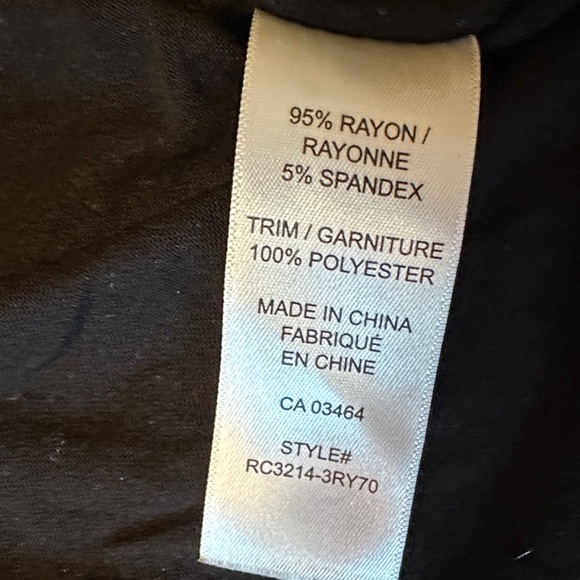 95% RAYON /
RAYONNE
5% SPANDEX
TRIM / GARNITURE
100% POLYESTER
MADE IN CHINA
FABRIQUÉ
EN CHINE
CA 03464
STYLE#
RC3214-3RY70